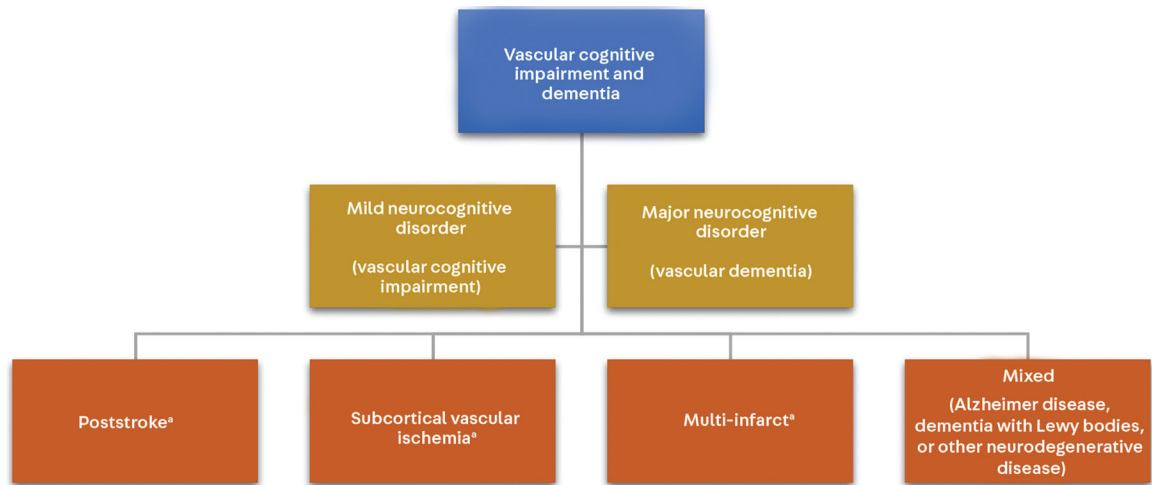 Vascular cognitive
impairment and
dementia
Mild neurocognitive
disorder
(vascular cognitive
impairment)
Major neurocognitive
disorder
(vascular dementia)
Poststrokeᵃ
Subcortical vascular
ischemiaᵃ
Multi-infarctᵃ
Mixed
(Alzheimer disease,
dementia with Lewy bodies,
or other neurodegenerative
disease)